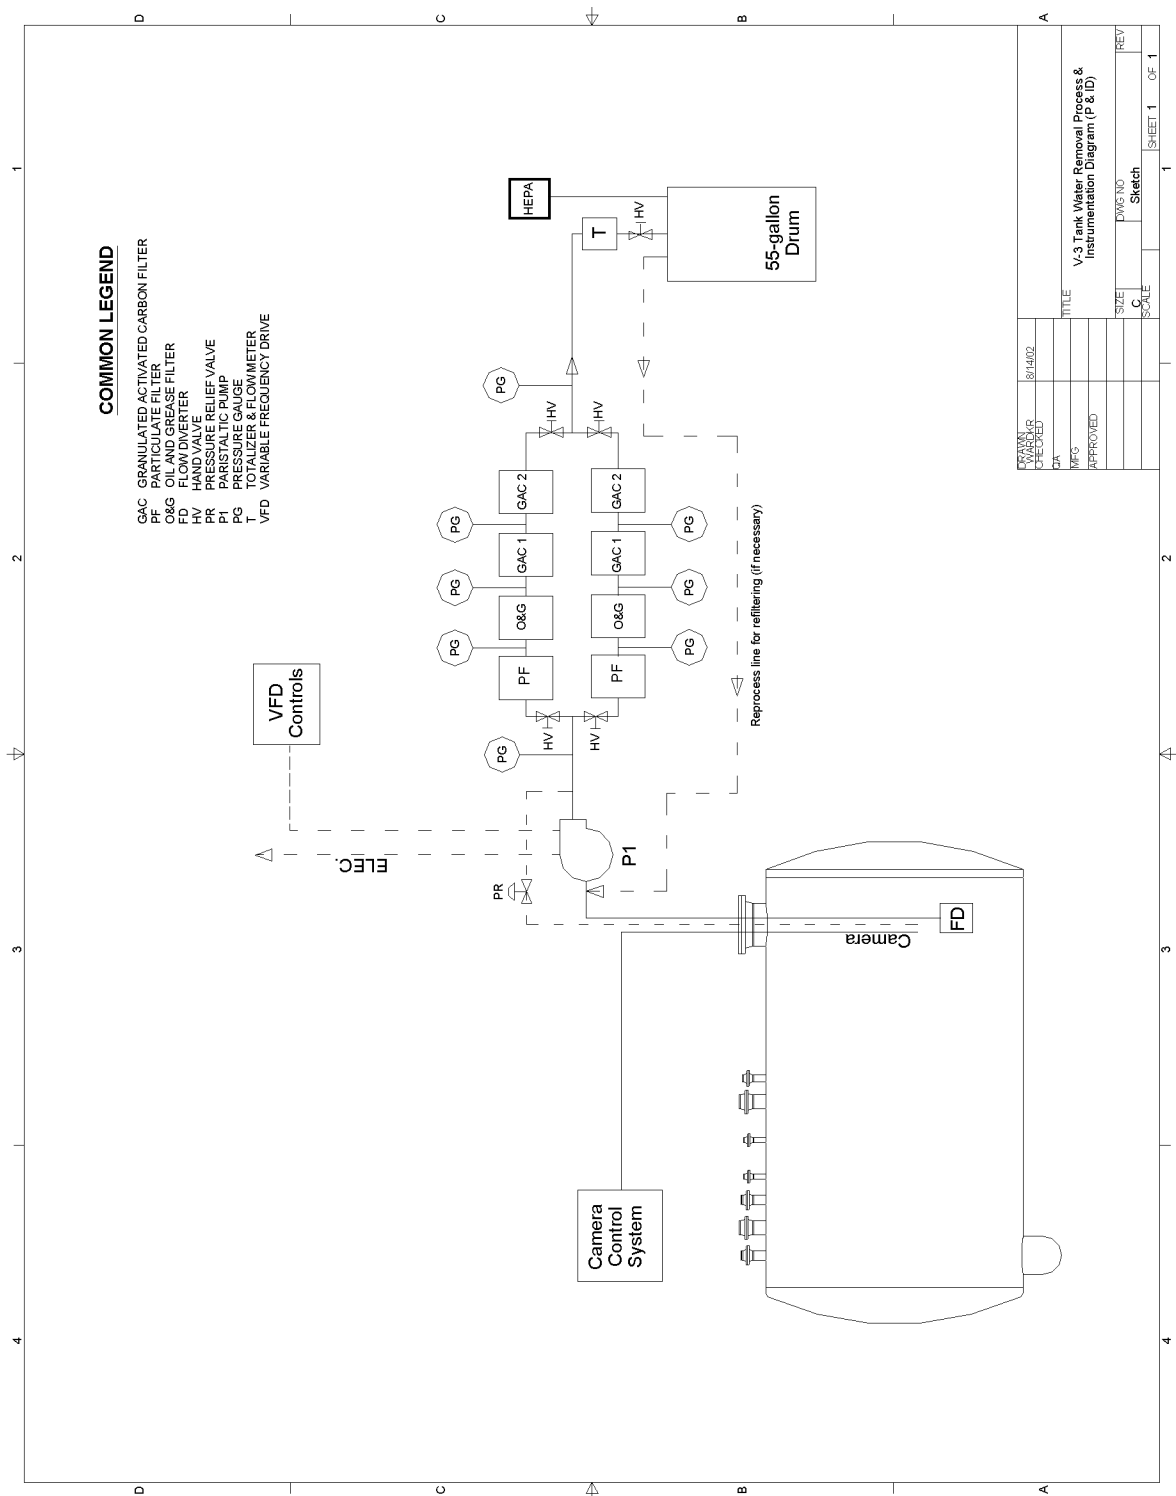 COMMON LEGEND
GAC GRANULATED ACTIVATED CARBON FILTER
PF PARTICULATE FILTER
O&G OIL AND GREASE FILTER
FD FLOW DIVERTER
HV HAND VALVE
PR PRESSURE RELIEF VALVE
P1 PARISTALTIC PUMP
PG PRESSURE GAUGE
T TOTALIZER & FLOWMETER
VFD VARIABLE FREQUENCY DRIVE
4
3
2
1
D
C
B
A
VFD
Controls
ELEC.
PR
P1
PG
HV
HV
PF
O&G
GAC 1
GAC 2
PG
PG
PG
PF
O&G
GAC 1
GAC 2
PG
PG
PG
HV
HV
PG
HEPA
T
HV
55-gallon
Drum
Reprocess line for refiltering (if necessary)
Camera
Control
System
Camera
FD
DRAWN
WARDKR
8/14/02
CHECKED
QA
MFG
APPROVED
TITLE
V-3 Tank Water Removal Process &
Instrumentation Diagram (P & ID)
SIZE
C
DWG NO
Sketch
REV
SCALE
SHEET 1 OF 1
D
C
B
A
4
3
2
1